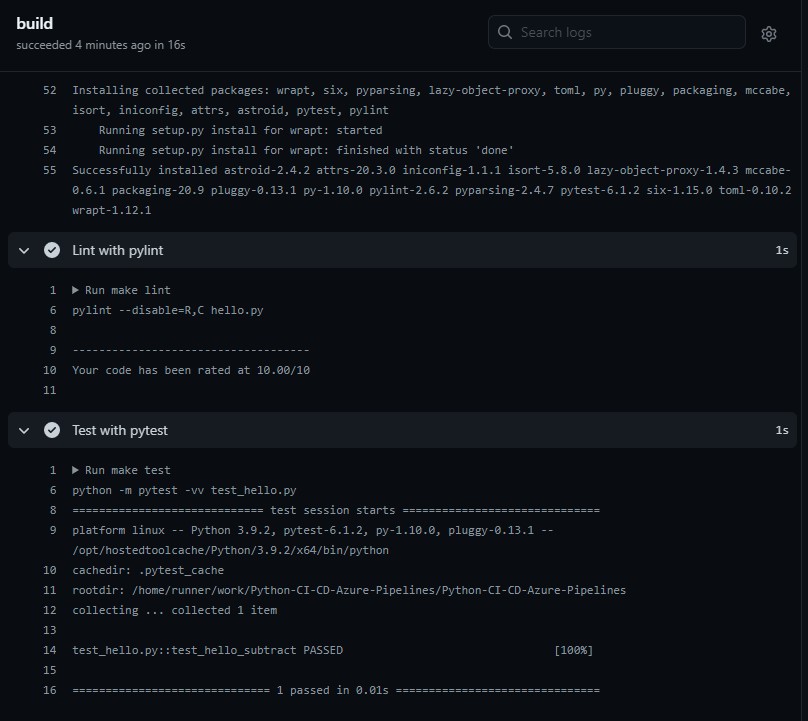 build
succeeded 4 minutes ago in 16s
Search logs
52 Installing collected packages: wrapt, six, pyparsing, lazy-object-proxy, toml, py, pluggy, packaging, mccabe,
isort, iniconfig, attrs, astroid, pytest, pylint
53 Running setup.py install for wrapt: started
54 Running setup.py install for wrapt: finished with status 'done'
55 Successfully installed astroid-2.4.2 attrs-20.3.0 iniconfig-1.1.1 isort-5.8.0 lazy-object-proxy-1.4.3 mccabe-
0.6.1 packaging-20.9 pluggy-0.13.1 py-1.10.0 pylint-2.6.2 pyparsing-2.4.7 pytest-6.1.2 six-1.15.0 toml-0.10.2
wrapt-1.12.1
Lint with pylint 1s
1 ▶ Run make lint
6 pylint --disable=R,C hello.py
8
9 ------------------------------------
10 Your code has been rated at 10.00/10
11
Test with pytest 1s
1 ▶ Run make test
6 python -m pytest -vv test_hello.py
8 ============================= test session starts ==============================
9 platform linux -- Python 3.9.2, pytest-6.1.2, py-1.10.0, pluggy-0.13.1 --
/opt/hostedtoolcache/Python/3.9.2/x64/bin/python
10 cachedir: .pytest_cache
11 rootdir: /home/runner/work/Python-CI-CD-Azure-Pipelines/Python-CI-CD-Azure-Pipelines
12 collecting ... collected 1 item
13
14 test_hello.py::test_hello_subtract PASSED [100%]
15
16 ============================== 1 passed in 0.01s ===============================